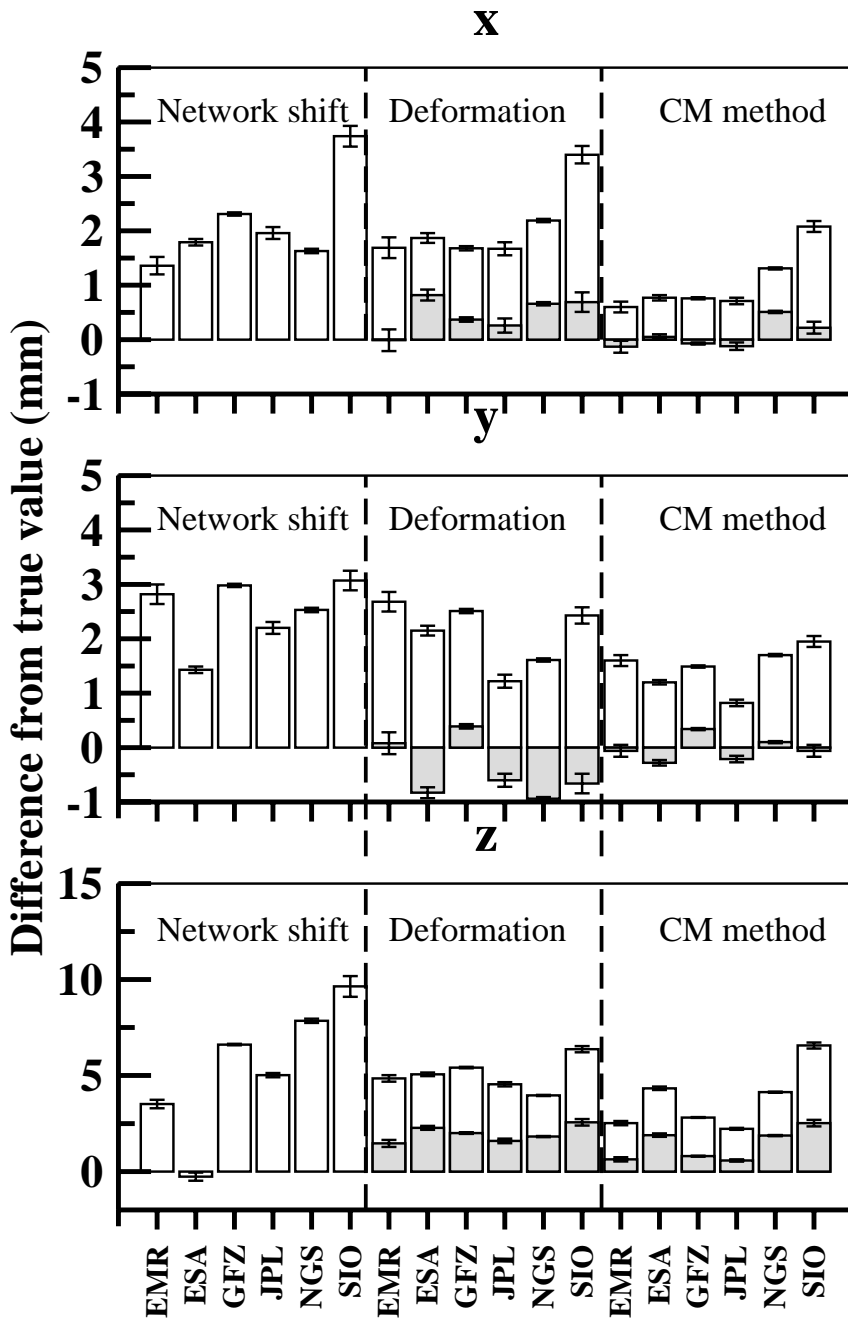 x
5
4
3
2
1
0
-1
Network shift Deformation CM method
y
5
4
3
2
1
0
-1
Network shift Deformation CM method
z
15
10
5
0
Network shift Deformation CM method
Difference from true value (mm)
EMR ESA GFZ JPL NGS SIO EMR ESA GFZ JPL NGS SIO EMR ESA GFZ JPL NGS SIO